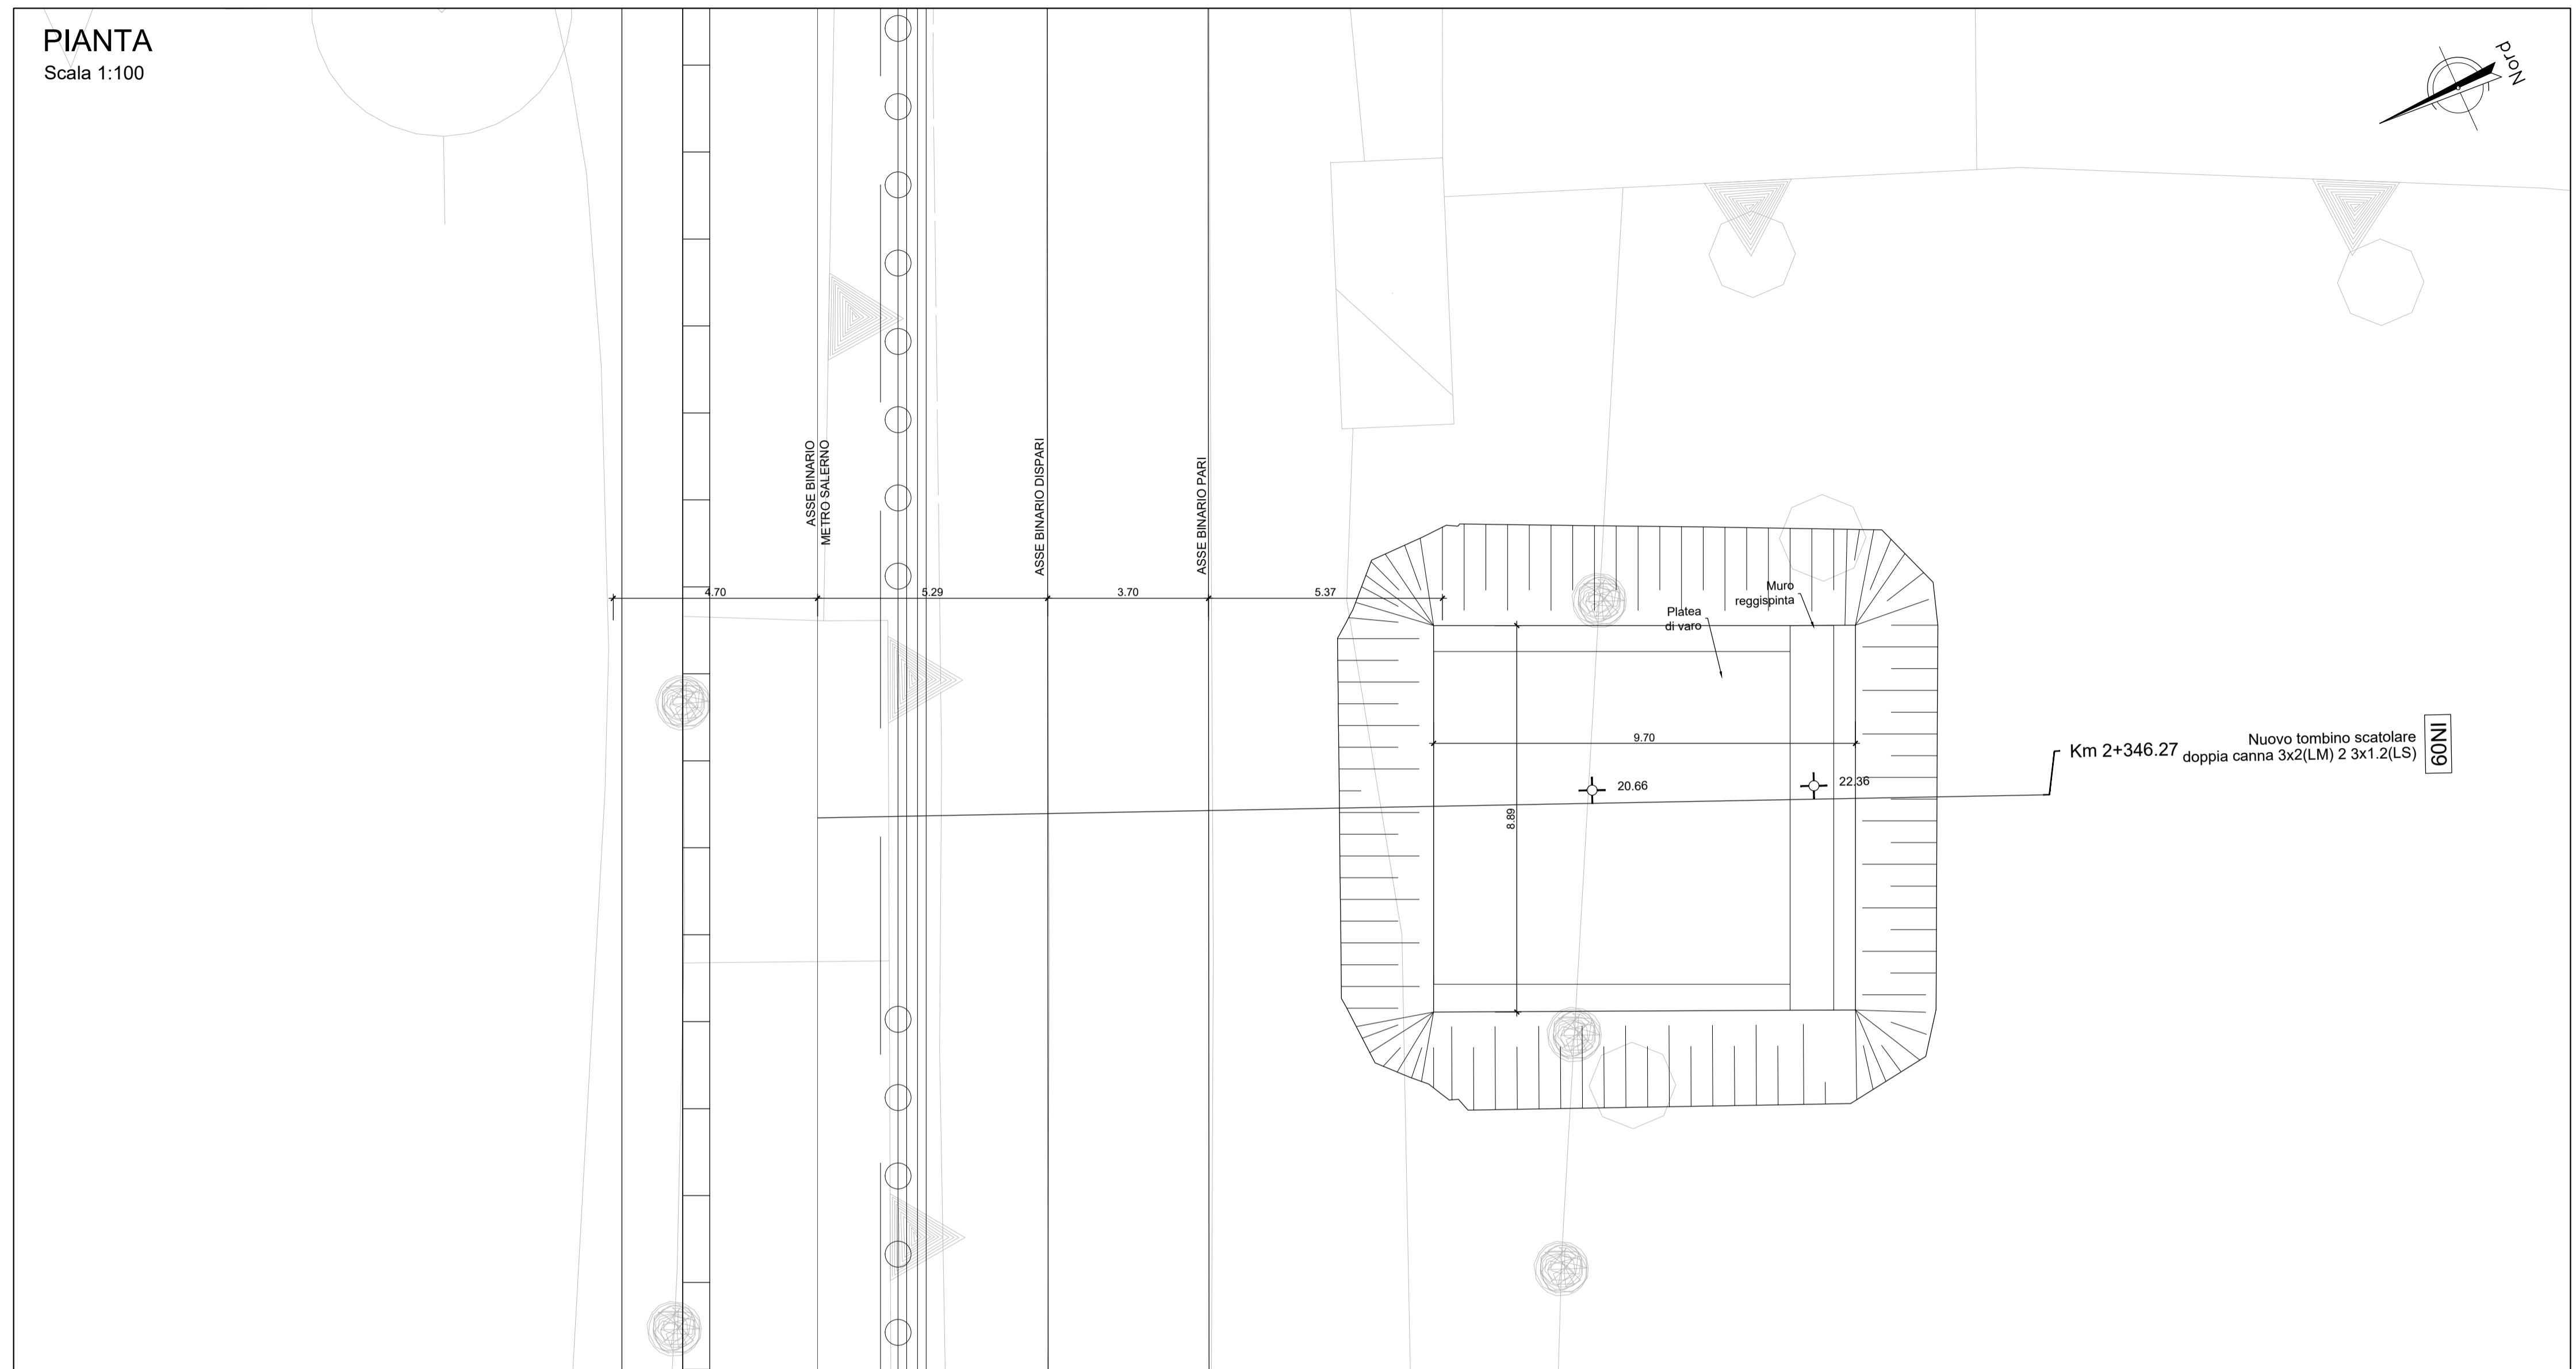 PIANTA
Scala 1:100
Nord
ASSE BINARIO
METRO SALERNO
ASSE BINARIO DISPARI
ASSE BINARIO PARI
4.70
5.29
3.70
5.37
Muro
reggispinta
Platea
di varo
9.70
20.66
22.36
8.89
Km 2+346.27
Nuovo tombino scatolare
doppia canna 3x2(LM) 2 3x1.2(LS)
IN09